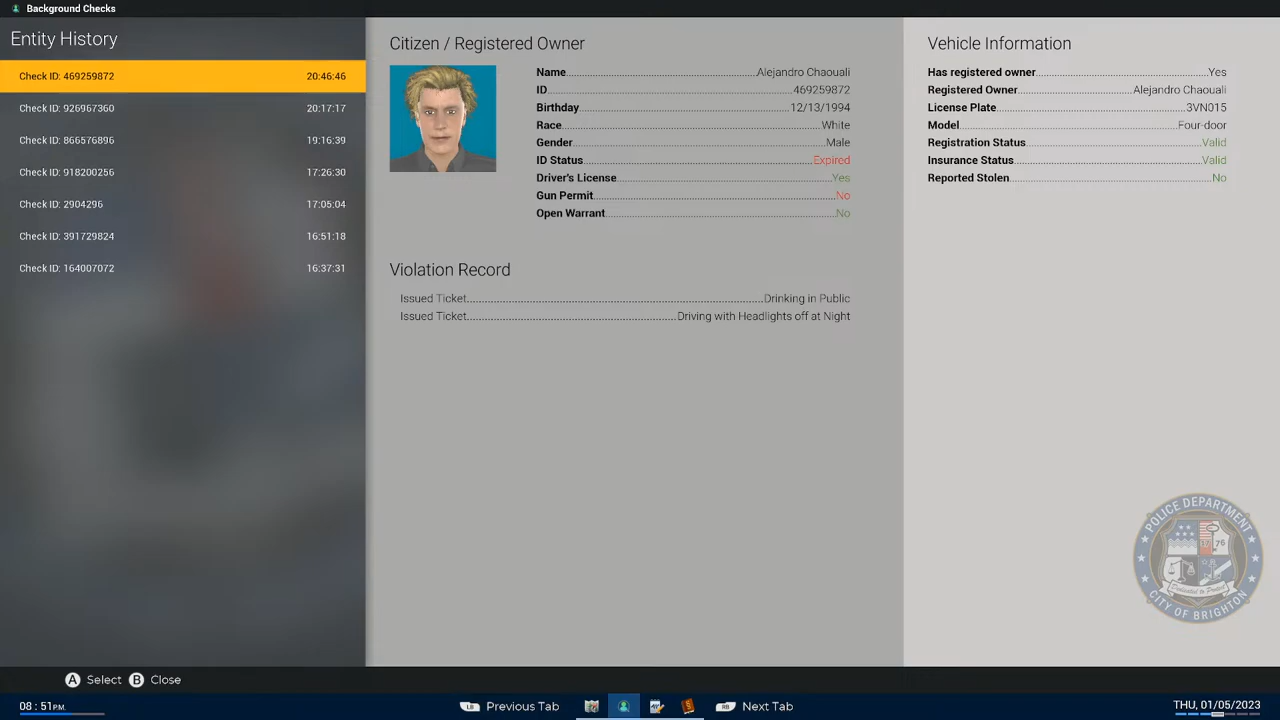 Background Checks
Entity History
Check ID: 469259872 20:46:46
Check ID: 926967360 20:17:17
Check ID: 866576896 19:16:39
Check ID: 918200256 17:26:30
Check ID: 2904296 17:05:04
Check ID: 391729824 16:51:18
Check ID: 164007072 16:37:31
Citizen / Registered Owner
Name Alejandro Chaouali
ID 469259872
Birthday 12/13/1994
Race White
Gender Male
ID Status Expired
Driver's License Yes
Gun Permit No
Open Warrant No
Violation Record
Issued Ticket Drinking in Public
Issued Ticket Driving with Headlights off at Night
Vehicle Information
Has registered owner Yes
Registered Owner Alejandro Chaouali
License Plate 3VN015
Model Four-door
Registration Status Valid
Insurance Status Valid
Reported Stolen No
POLICE DEPARTMENT
CITY OF BRIGHTON
A Select B Close
08 : 51 P.M.
LB Previous Tab
RB Next Tab
THU, 01/05/2023